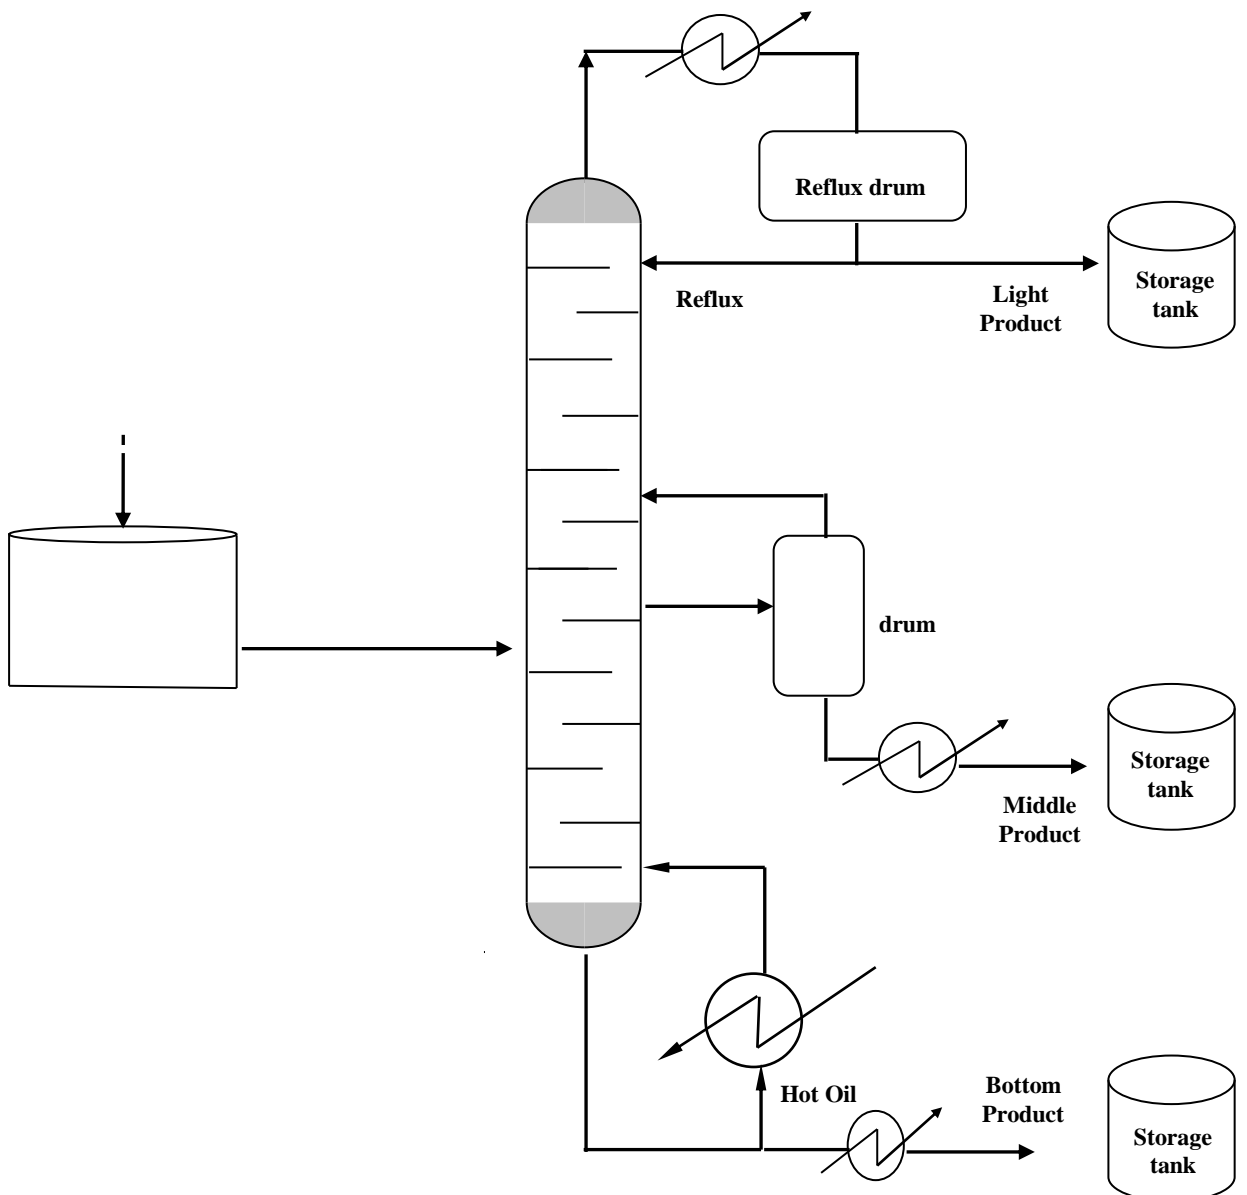 Reflux drum
Storage
tank
Reflux
Light
Product
drum
Storage
tank
Middle
Product
Hot Oil
Bottom
Product
Storage
tank